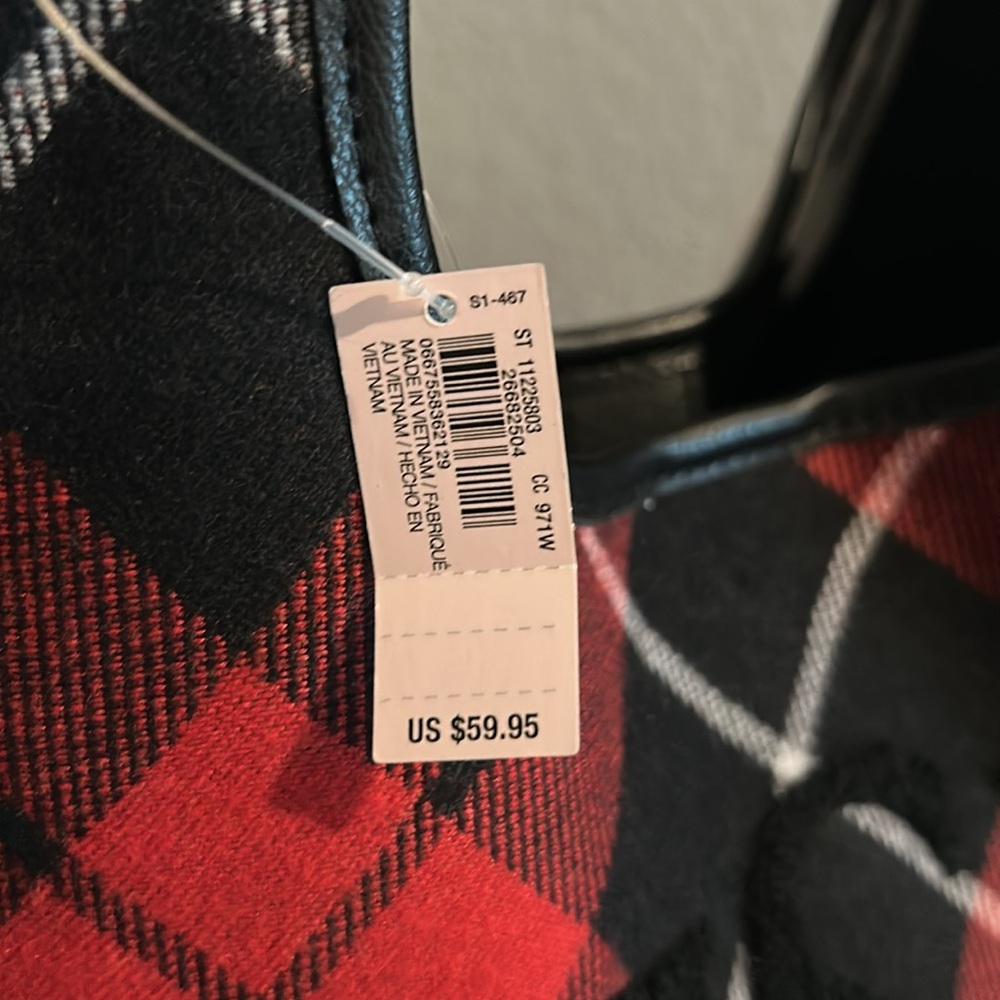 S1-467
ST 11225803 CC 971W
26682504
0667558362129
MADE IN VIETNAM / FABRIQUÉ
AU VIETNAM / HECHO EN
VIETNAM
US $59.95